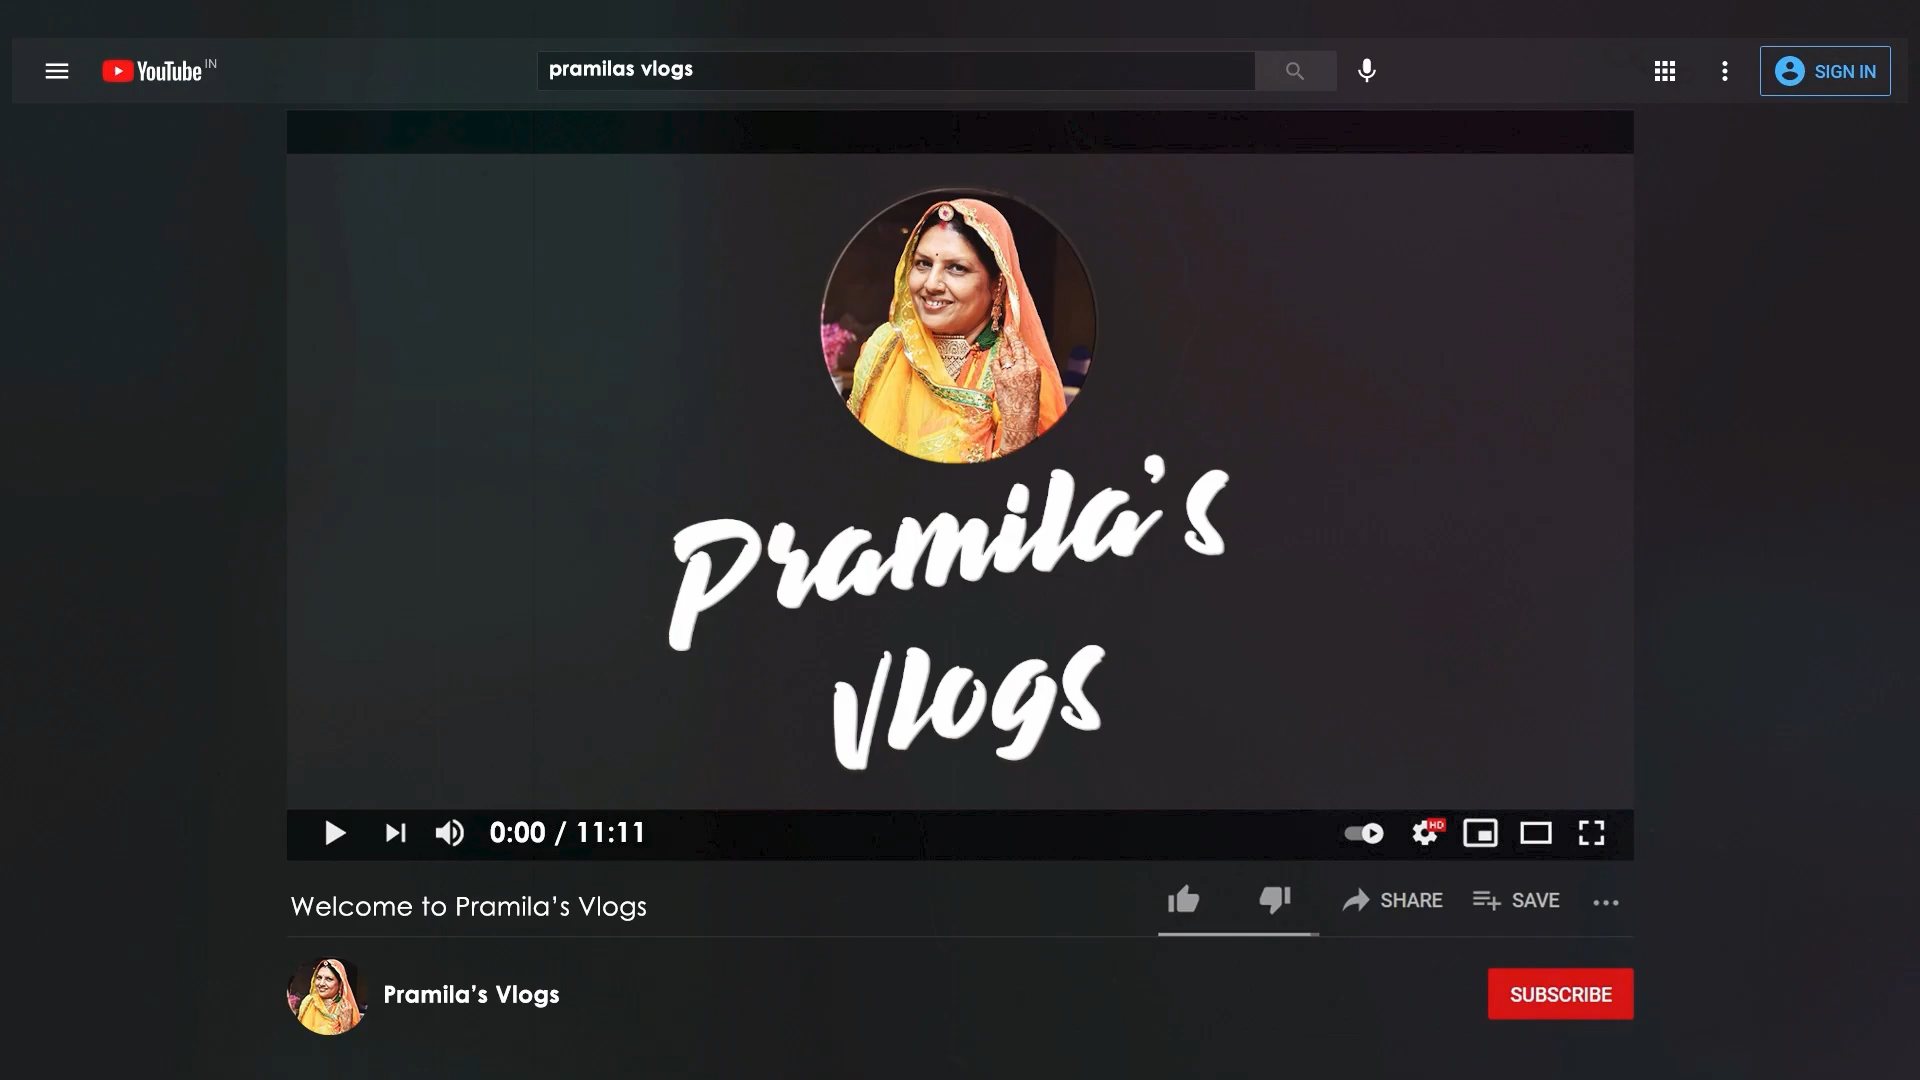 YouTube IN
pramilas vlogs
SIGN IN
Pramila's
Vlogs
0:00 / 11:11
HD
Welcome to Pramila's Vlogs
SHARE
SAVE
Pramila's Vlogs
SUBSCRIBE